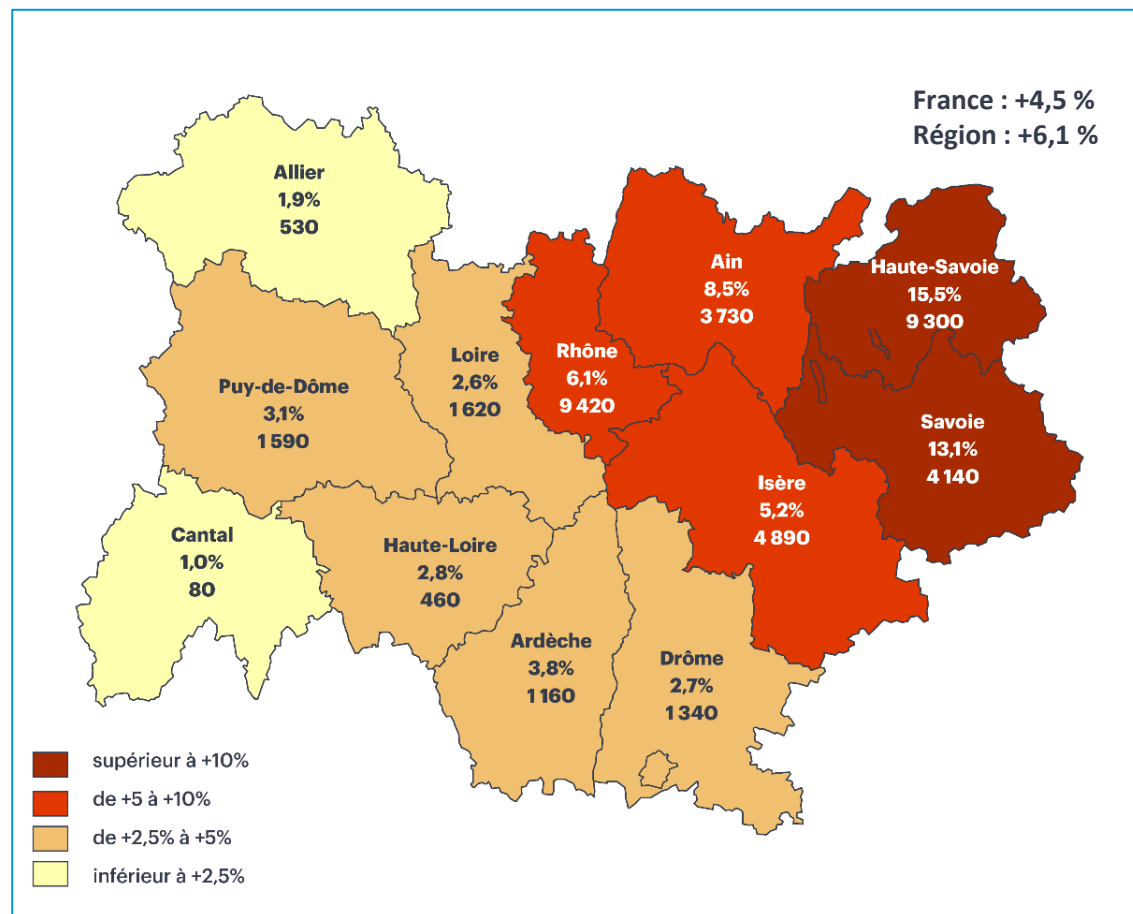 France : +4,5 %
Région : +6,1 %
Allier
1,9%
530
Ain
8,5%
3 730
Haute-Savoie
15,5%
9 300
Rhône
6,1%
9 420
Loire
2,6%
1 620
Puy-de-Dôme
3,1%
1 590
Savoie
13,1%
4 140
Isère
5,2%
4 890
Cantal
1,0%
80
Haute-Loire
2,8%
460
Ardèche
3,8%
1 160
Drôme
2,7%
1 340
supérieur à +10%
de +5 à +10%
de +2,5% à +5%
inférieur à +2,5%